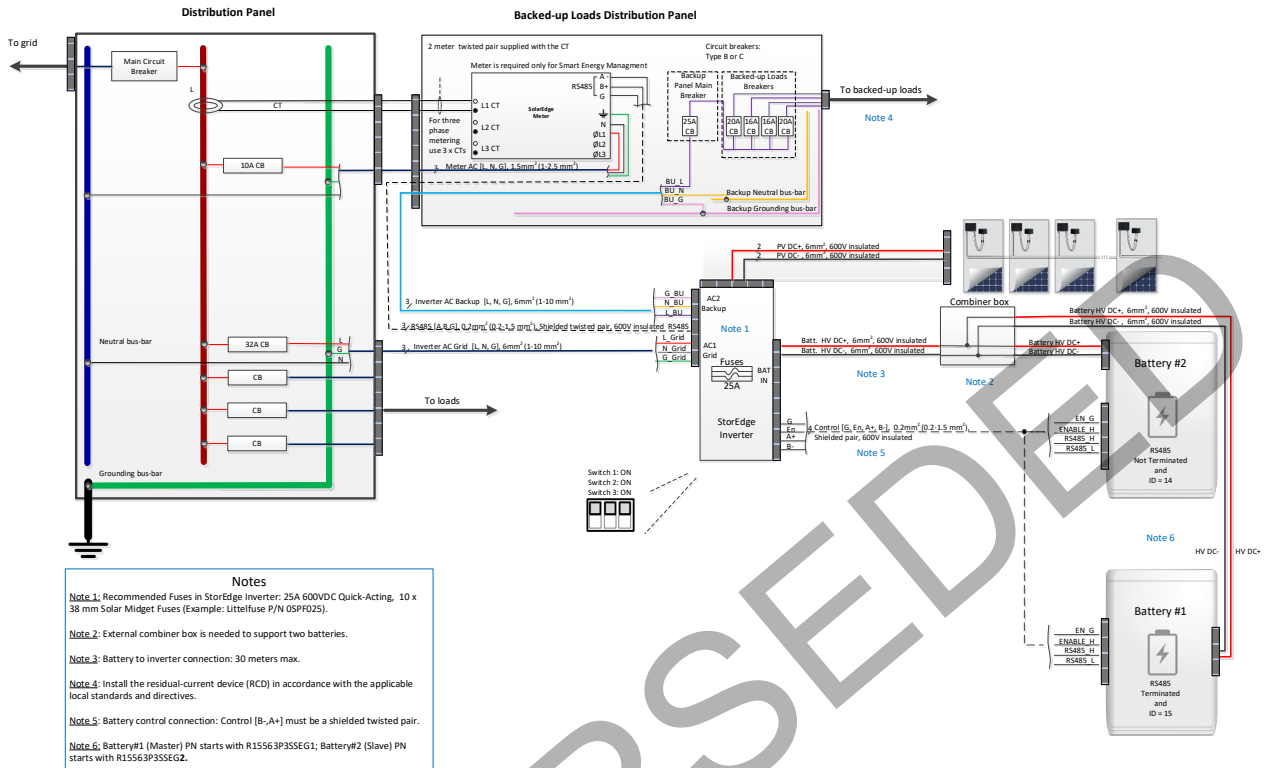 Distribution Panel
Backed-up Loads Distribution Panel
To grid
Main Circuit
Breaker
L
CT
10A CB
Neutral bus-bar
32A CB
L
G
N
CB
CB
CB
Grounding bus-bar
To loads
2 meter twisted pair supplied with the CT
Meter is required only for Smart Energy Managment
RS485
A
B+
G
L1 CT
L2 CT
L3 CT
SolarEdge
Meter
N
ØL1
ØL2
ØL3
For three
phase
metering
use 3 x CTs
3 Meter AC [L, N, G], 1.5mm² (1-2.5 mm²)
Circuit breakers:
Type B or C
Backup
Panel Main
Breaker
Backed-up Loads
Breakers
25A
CB
20A
CB
16A
CB
16A
CB
20A
CB
BU_L
BU_N
BU_G
Backup Neutral bus-bar
Backup Grounding bus-bar
To backed-up loads
Note 4
2 PV DC+, 6mm², 600V insulated
2 PV DC- , 6mm², 600V insulated
3 Inverter AC Backup [L, N, G], 6mm² (1-10 mm²)
G_BU
N_BU
L_BU
3 RS485 [A,B,G], 0.2mm² (0.2-1.5 mm²), Shielded twisted pair, 600V insulated RS485
3 Inverter AC Grid [L, N, G], 6mm² (1-10 mm²)
L_Grid
N_Grid
G_Grid
AC2
Backup
Note 1
AC1
Grid
Fuses
25A
BAT
IN
StorEdge
Inverter
Batt. HV DC+, 6mm², 600V insulated
Batt. HV DC-, 6mm², 600V insulated
Note 3
Combiner box
Note 2
Battery HV DC+, 6mm², 600V insulated
Battery HV DC- , 6mm², 600V insulated
Battery HV DC+
Battery HV DC-
Battery #2
G
En
A+
B-
4 Control [G, En, A+, B-], 0.2mm² (0.2-1.5 mm²),
Shielded pair, 600V insulated
Note 5
EN_G
ENABLE_H
RS485_H
RS485_L
RS485
Not Terminated
and
ID = 14
Note 6
HV DC-
HV DC+
Battery #1
EN_G
ENABLE_H
RS485_H
RS485_L
RS485
Terminated
and
ID = 15
Switch 1: ON
Switch 2: ON
Switch 3: ON
Notes
Note 1: Recommended Fuses in StorEdge Inverter: 25A 600VDC Quick-Acting, 10 x
38 mm Solar Midget Fuses (Example: Littelfuse P/N 0SPF025).
Note 2: External combiner box is needed to support two batteries.
Note 3: Battery to inverter connection: 30 meters max.
Note 4: Install the residual-current device (RCD) in accordance with the applicable
local standards and directives.
Note 5: Battery control connection: Control [B-,A+] must be a shielded twisted pair.
Note 6: Battery#1 (Master) PN starts with R15563P3SSEG1; Battery#2 (Slave) PN
starts with R15563P3SSEG2.
RSEDED